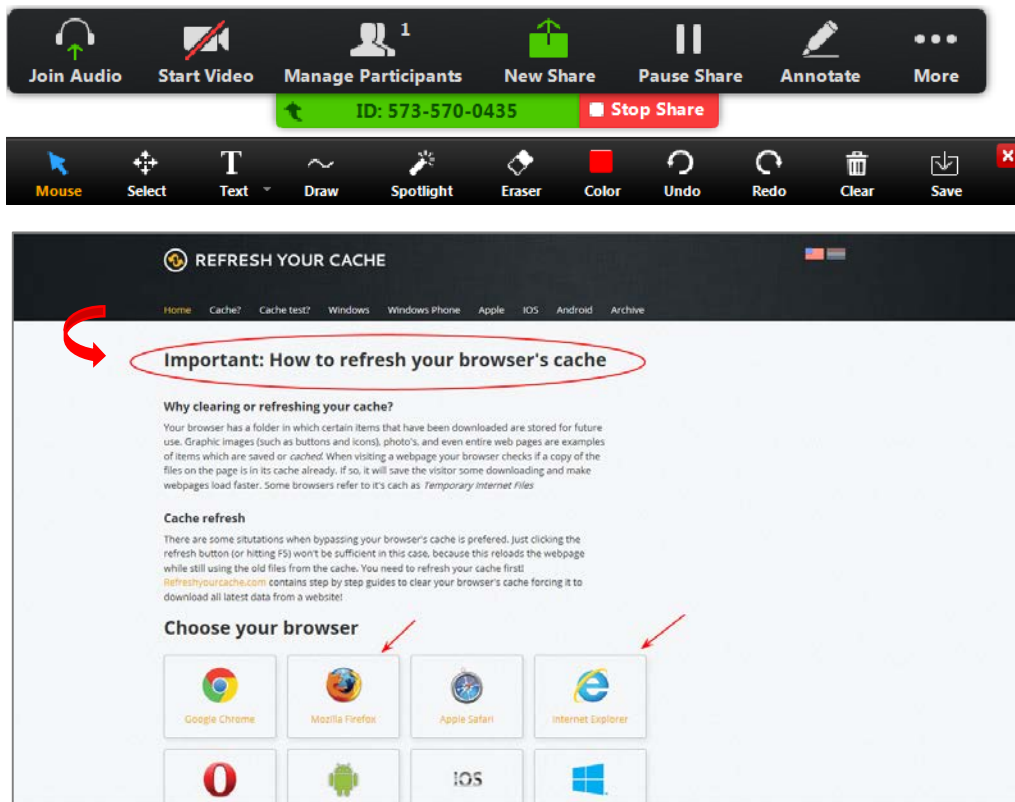 1
Join Audio Start Video Manage Participants New Share Pause Share Annotate More
ID: 573-570-0435 Stop Share
Mouse Select Text Draw Spotlight Eraser Color Undo Redo Clear Save
REFRESH YOUR CACHE
Home Cache? Cache test? Windows Windows Phone Apple IOS Android Archive
Important: How to refresh your browser's cache
Why clearing or refreshing your cache?
Your browser has a folder in which certain items that have been downloaded are stored for future
use. Graphic images (such as buttons and icons), photo's, and even entire web pages are examples
of items which are saved or cached. When visiting a webpage your browser checks if a copy of the
files on the page is in its cache already. If so, it will save the visitor some downloading and make
webpages load faster. Some browsers refer to it's cach as Temporary Internet Files
Cache refresh
There are some situtations when bypassing your browser's cache is prefered. Just clicking the
refresh button (or hitting F5) won't be sufficient in this case, because this reloads the webpage
while still using the old files from the cache. You need to refresh your cache first!
Refreshyourcache.com contains step by step guides to clear your browser's cache forcing it to
download all latest data from a website!
Choose your browser
Google Chrome Mozilla Firefox Apple Safari Internet Explorer
iOS